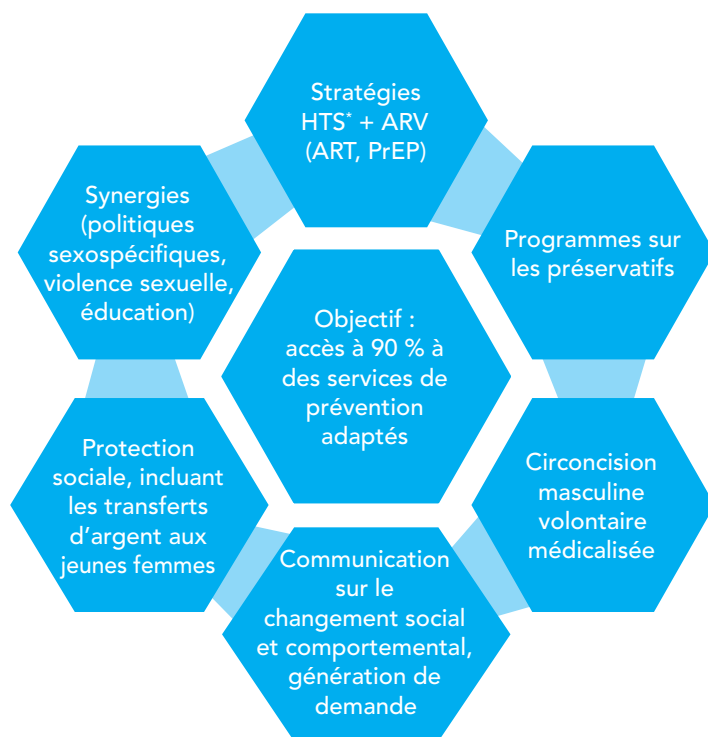 Stratégies
HTS* + ARV
(ART, PrEP)
Programmes sur
les préservatifs
Circoncision
masculine
volontaire
médicalisée
Communication
sur le
changement social
et comportemental,
génération de
demande
Protection
sociale, incluant
les transferts
d’argent aux
jeunes femmes
Synergies
(politiques
sexospécifiques,
violence sexuelle,
éducation)
Objectif :
accès à 90 % à
des services de
prévention
adaptés